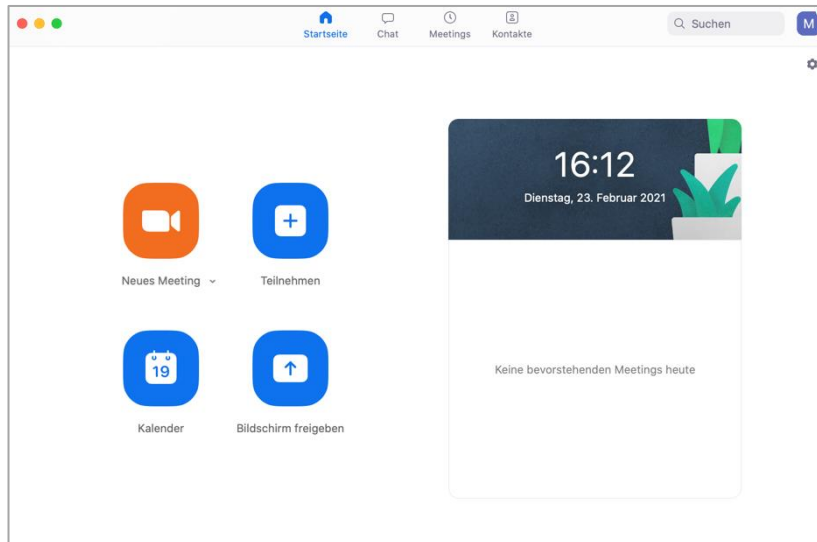 Startseite
Chat
Meetings
Kontakte
Suchen
M
16:12
Dienstag, 23. Februar 2021
Neues Meeting
Teilnehmen
19
Kalender
Bildschirm freigeben
Keine bevorstehenden Meetings heute